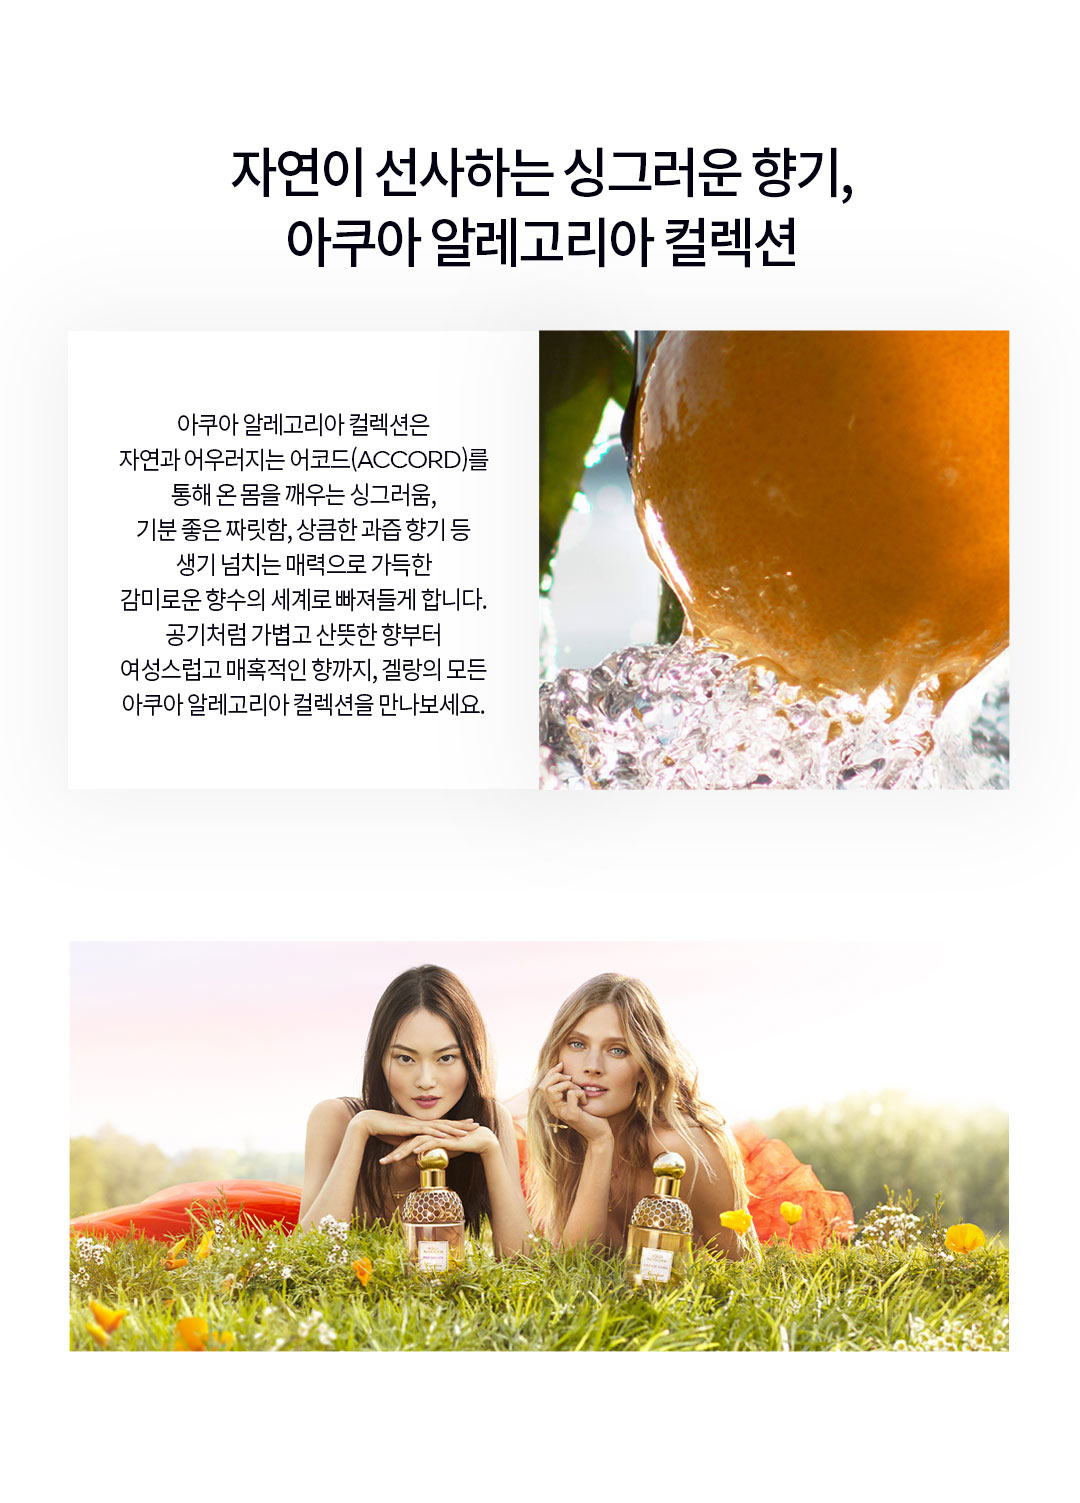 자연이 선사하는 싱그러운 향기,
아쿠아 알레고리아 컬렉션
아쿠아 알레고리아 컬렉션은
자연과 어우러지는 어코드(ACCORD)를
통해 온 몸을 깨우는 싱그러움,
기분 좋은 짜릿함, 상큼한 과즙 향기 등
생기 넘치는 매력으로 가득한
감미로운 향수의 세계로 빠져들게 합니다.
공기처럼 가볍고 산뜻한 향부터
여성스럽고 매혹적인 향까지, 겔랑의 모든
아쿠아 알레고리아 컬렉션을 만나보세요.